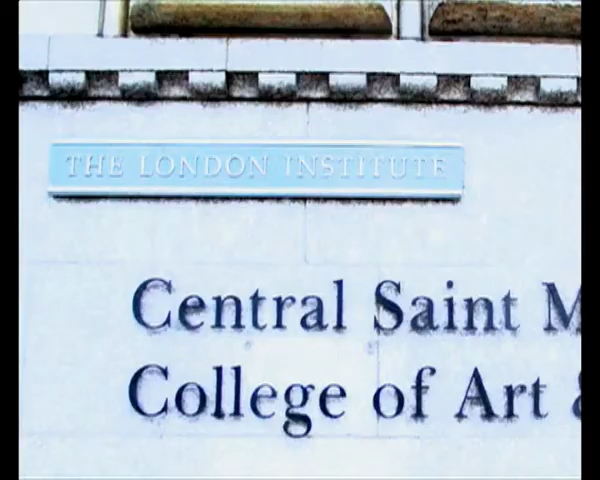 THE LONDON INSTITUTE
Central Saint M
College of Art &